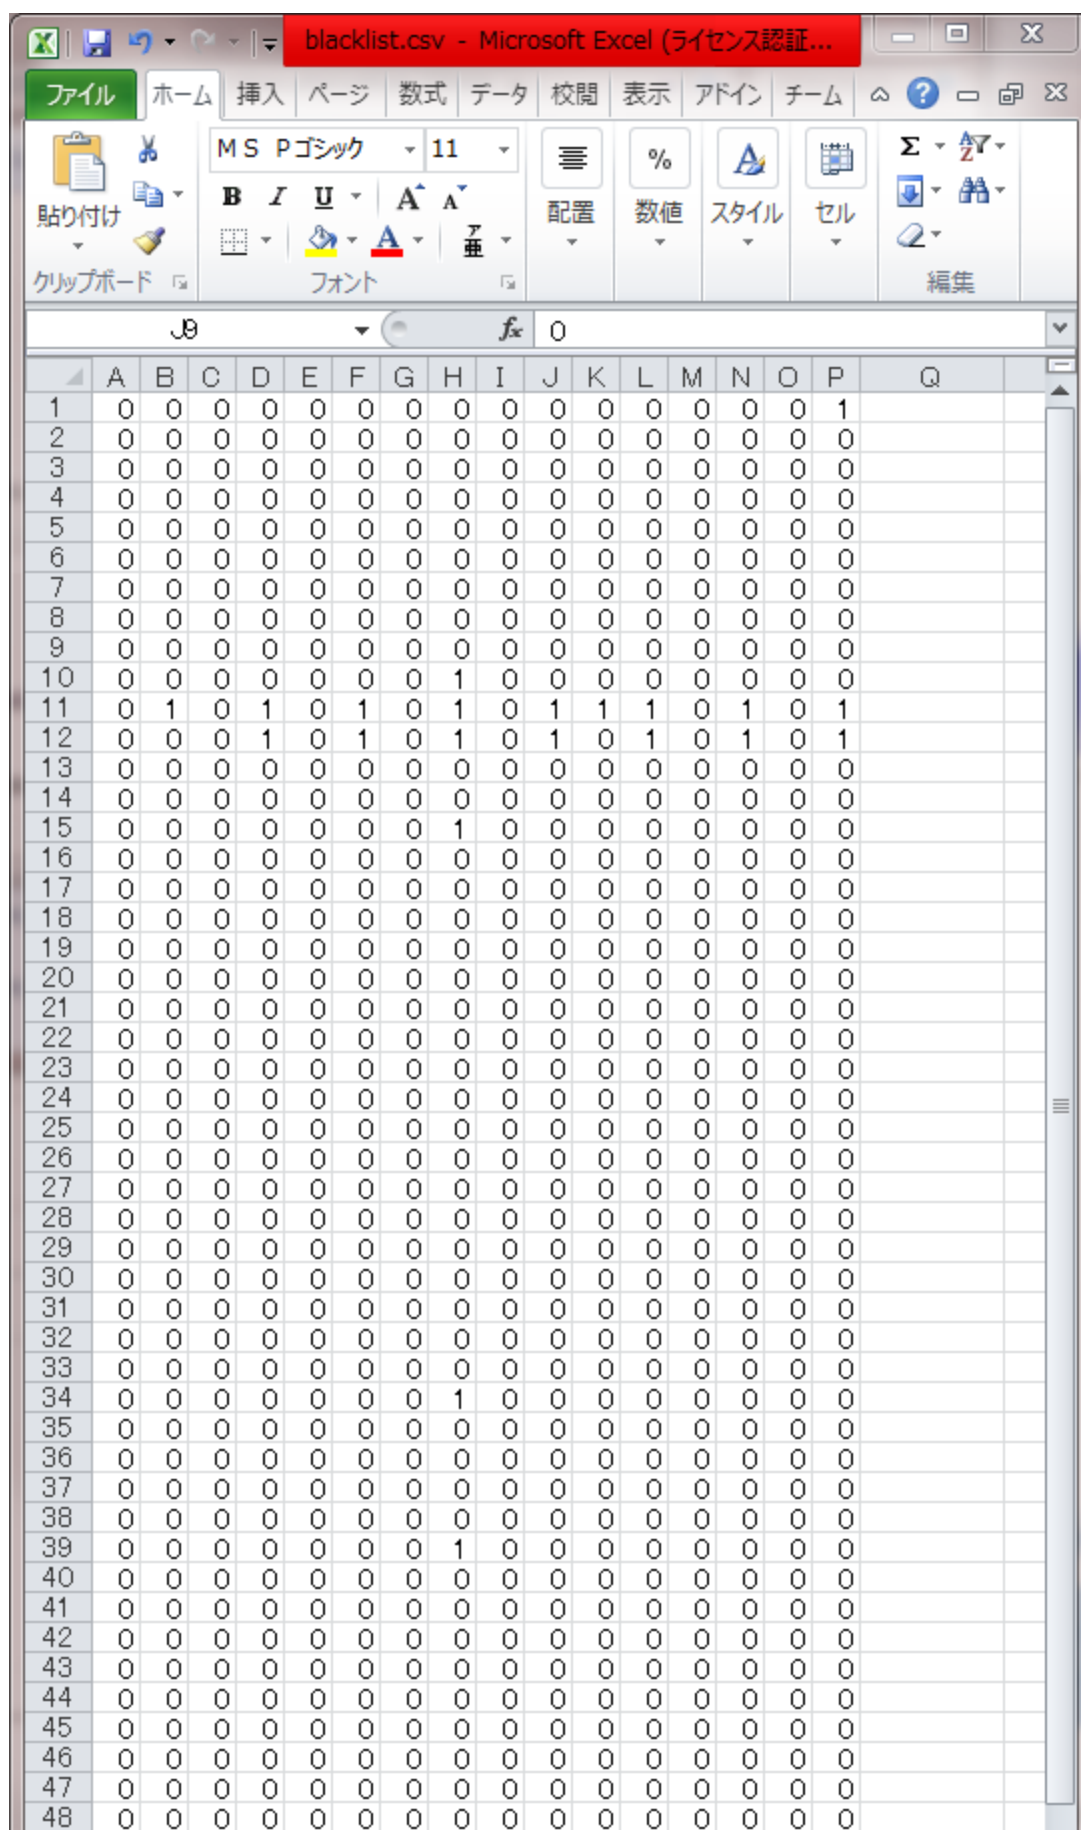 blacklist.csv - Microsoft Excel (ライセンス認証...
ファイル ホーム 挿入 ページ 数式 データ 校閲 表示 アドイン チーム
貼り付け
クリップボード
MS Pゴシック 11
B I U A A
A ア亜
フォント
配置
% 数値
スタイル
セル
Σ
編集
J9 fx 0
A B C D E F G H I J K L M N O P Q
1 0 0 0 0 0 0 0 0 0 0 0 0 0 0 0 1
2 0 0 0 0 0 0 0 0 0 0 0 0 0 0 0 0
3 0 0 0 0 0 0 0 0 0 0 0 0 0 0 0 0
4 0 0 0 0 0 0 0 0 0 0 0 0 0 0 0 0
5 0 0 0 0 0 0 0 0 0 0 0 0 0 0 0 0
6 0 0 0 0 0 0 0 0 0 0 0 0 0 0 0 0
7 0 0 0 0 0 0 0 0 0 0 0 0 0 0 0 0
8 0 0 0 0 0 0 0 0 0 0 0 0 0 0 0 0
9 0 0 0 0 0 0 0 0 0 0 0 0 0 0 0 0
10 0 0 0 0 0 0 0 1 0 0 0 0 0 0 0 0
11 0 1 0 1 0 1 0 1 0 1 1 1 0 1 0 1
12 0 0 0 1 0 1 0 1 0 1 0 1 0 1 0 1
13 0 0 0 0 0 0 0 0 0 0 0 0 0 0 0 0
14 0 0 0 0 0 0 0 0 0 0 0 0 0 0 0 0
15 0 0 0 0 0 0 0 1 0 0 0 0 0 0 0 0
16 0 0 0 0 0 0 0 0 0 0 0 0 0 0 0 0
17 0 0 0 0 0 0 0 0 0 0 0 0 0 0 0 0
18 0 0 0 0 0 0 0 0 0 0 0 0 0 0 0 0
19 0 0 0 0 0 0 0 0 0 0 0 0 0 0 0 0
20 0 0 0 0 0 0 0 0 0 0 0 0 0 0 0 0
21 0 0 0 0 0 0 0 0 0 0 0 0 0 0 0 0
22 0 0 0 0 0 0 0 0 0 0 0 0 0 0 0 0
23 0 0 0 0 0 0 0 0 0 0 0 0 0 0 0 0
24 0 0 0 0 0 0 0 0 0 0 0 0 0 0 0 0
25 0 0 0 0 0 0 0 0 0 0 0 0 0 0 0 0
26 0 0 0 0 0 0 0 0 0 0 0 0 0 0 0 0
27 0 0 0 0 0 0 0 0 0 0 0 0 0 0 0 0
28 0 0 0 0 0 0 0 0 0 0 0 0 0 0 0 0
29 0 0 0 0 0 0 0 0 0 0 0 0 0 0 0 0
30 0 0 0 0 0 0 0 0 0 0 0 0 0 0 0 0
31 0 0 0 0 0 0 0 0 0 0 0 0 0 0 0 0
32 0 0 0 0 0 0 0 0 0 0 0 0 0 0 0 0
33 0 0 0 0 0 0 0 0 0 0 0 0 0 0 0 0
34 0 0 0 0 0 0 0 1 0 0 0 0 0 0 0 0
35 0 0 0 0 0 0 0 0 0 0 0 0 0 0 0 0
36 0 0 0 0 0 0 0 0 0 0 0 0 0 0 0 0
37 0 0 0 0 0 0 0 0 0 0 0 0 0 0 0 0
38 0 0 0 0 0 0 0 0 0 0 0 0 0 0 0 0
39 0 0 0 0 0 0 0 1 0 0 0 0 0 0 0 0
40 0 0 0 0 0 0 0 0 0 0 0 0 0 0 0 0
41 0 0 0 0 0 0 0 0 0 0 0 0 0 0 0 0
42 0 0 0 0 0 0 0 0 0 0 0 0 0 0 0 0
43 0 0 0 0 0 0 0 0 0 0 0 0 0 0 0 0
44 0 0 0 0 0 0 0 0 0 0 0 0 0 0 0 0
45 0 0 0 0 0 0 0 0 0 0 0 0 0 0 0 0
46 0 0 0 0 0 0 0 0 0 0 0 0 0 0 0 0
47 0 0 0 0 0 0 0 0 0 0 0 0 0 0 0 0
48 0 0 0 0 0 0 0 0 0 0 0 0 0 0 0 0